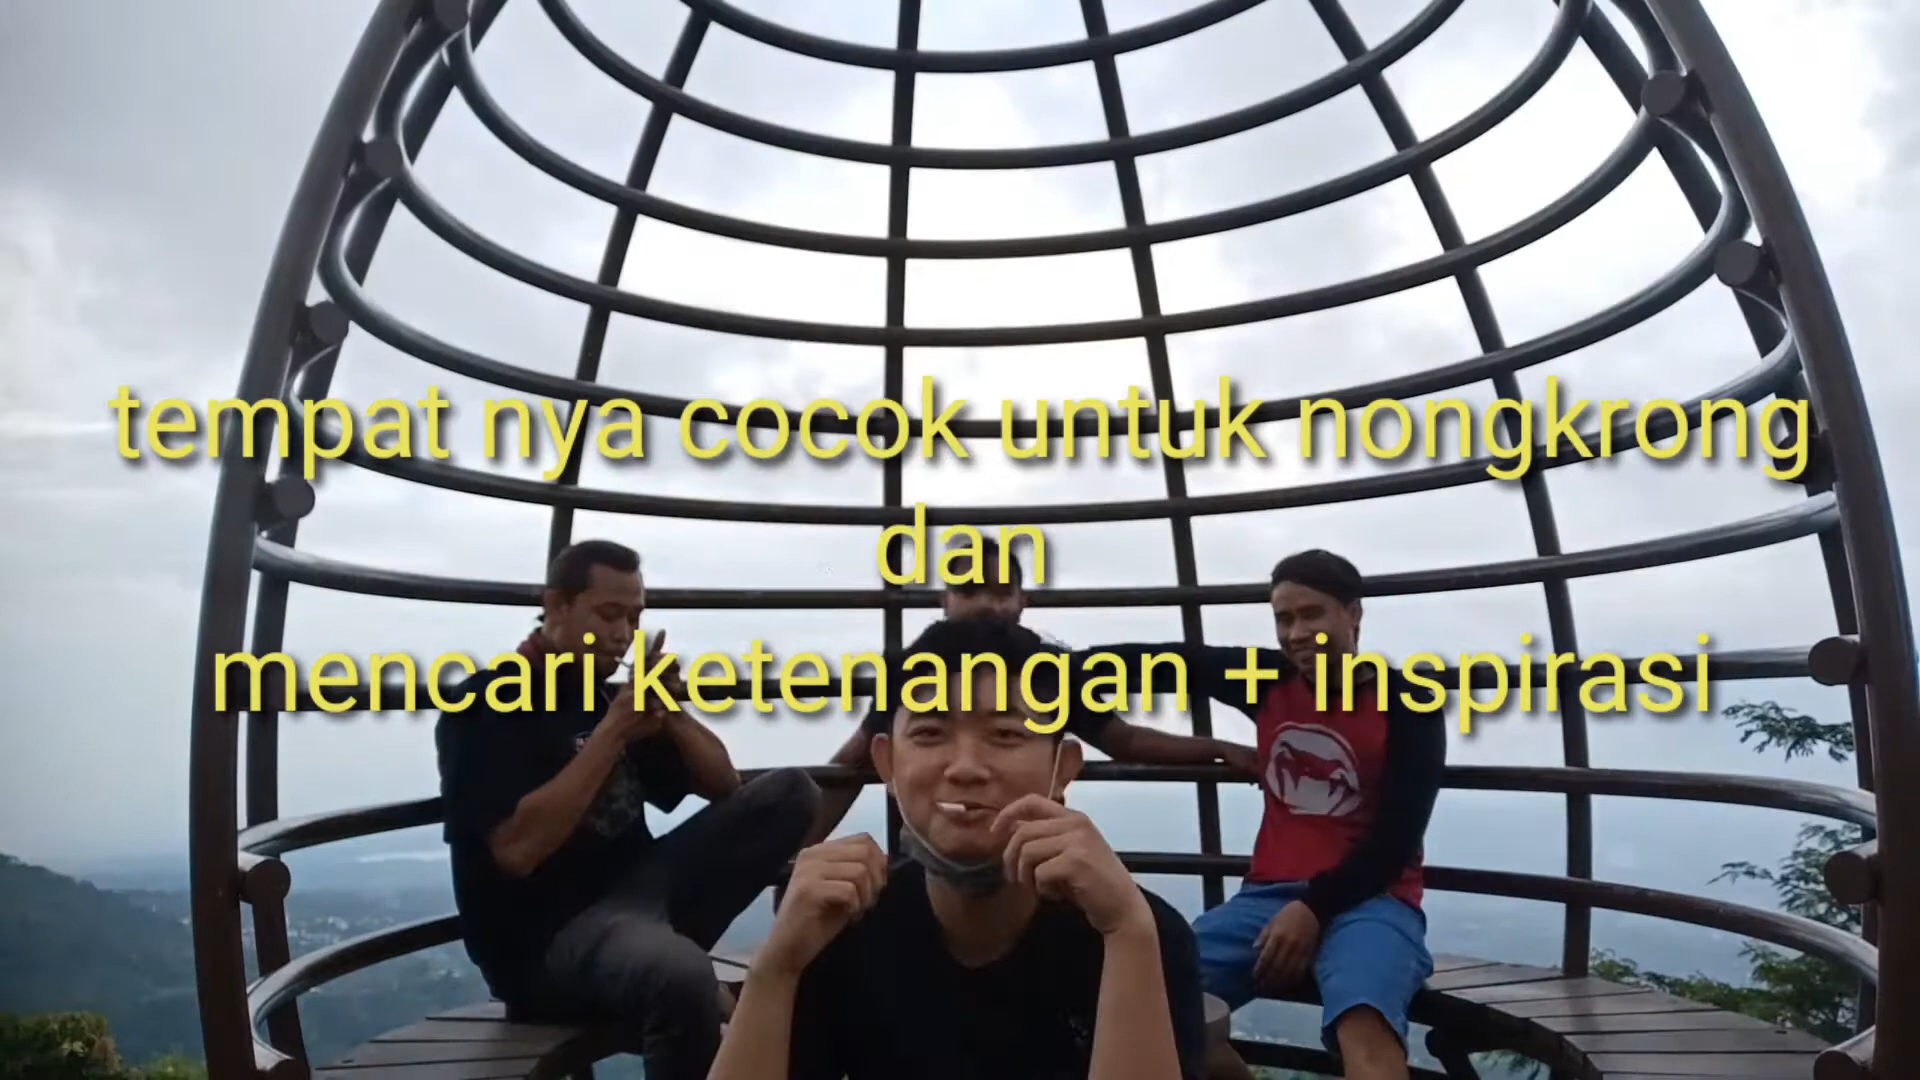 tempat nya cocok untuk nongkrong
dan
mencari ketenangan + inspirasi